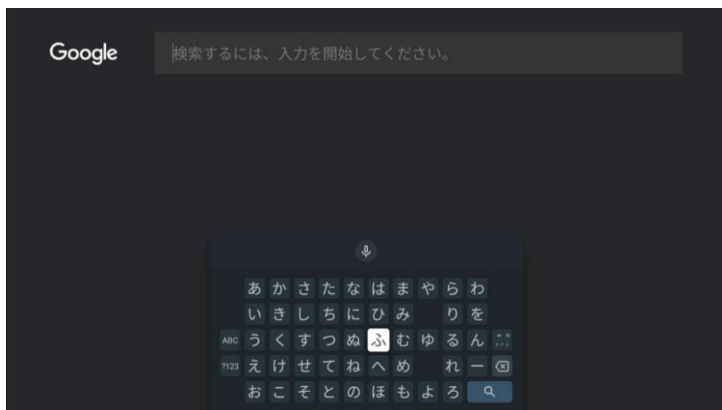 Google 検索するには、入力を開始してください。
あ か さ た な は ま や ら わ
い き し ち に ひ み り を
ABC う く す つ ぬ ふ む ゆ る ん
?123 え け せ て ね へ め れ ー
お こ そ と の ほ も よ ろ